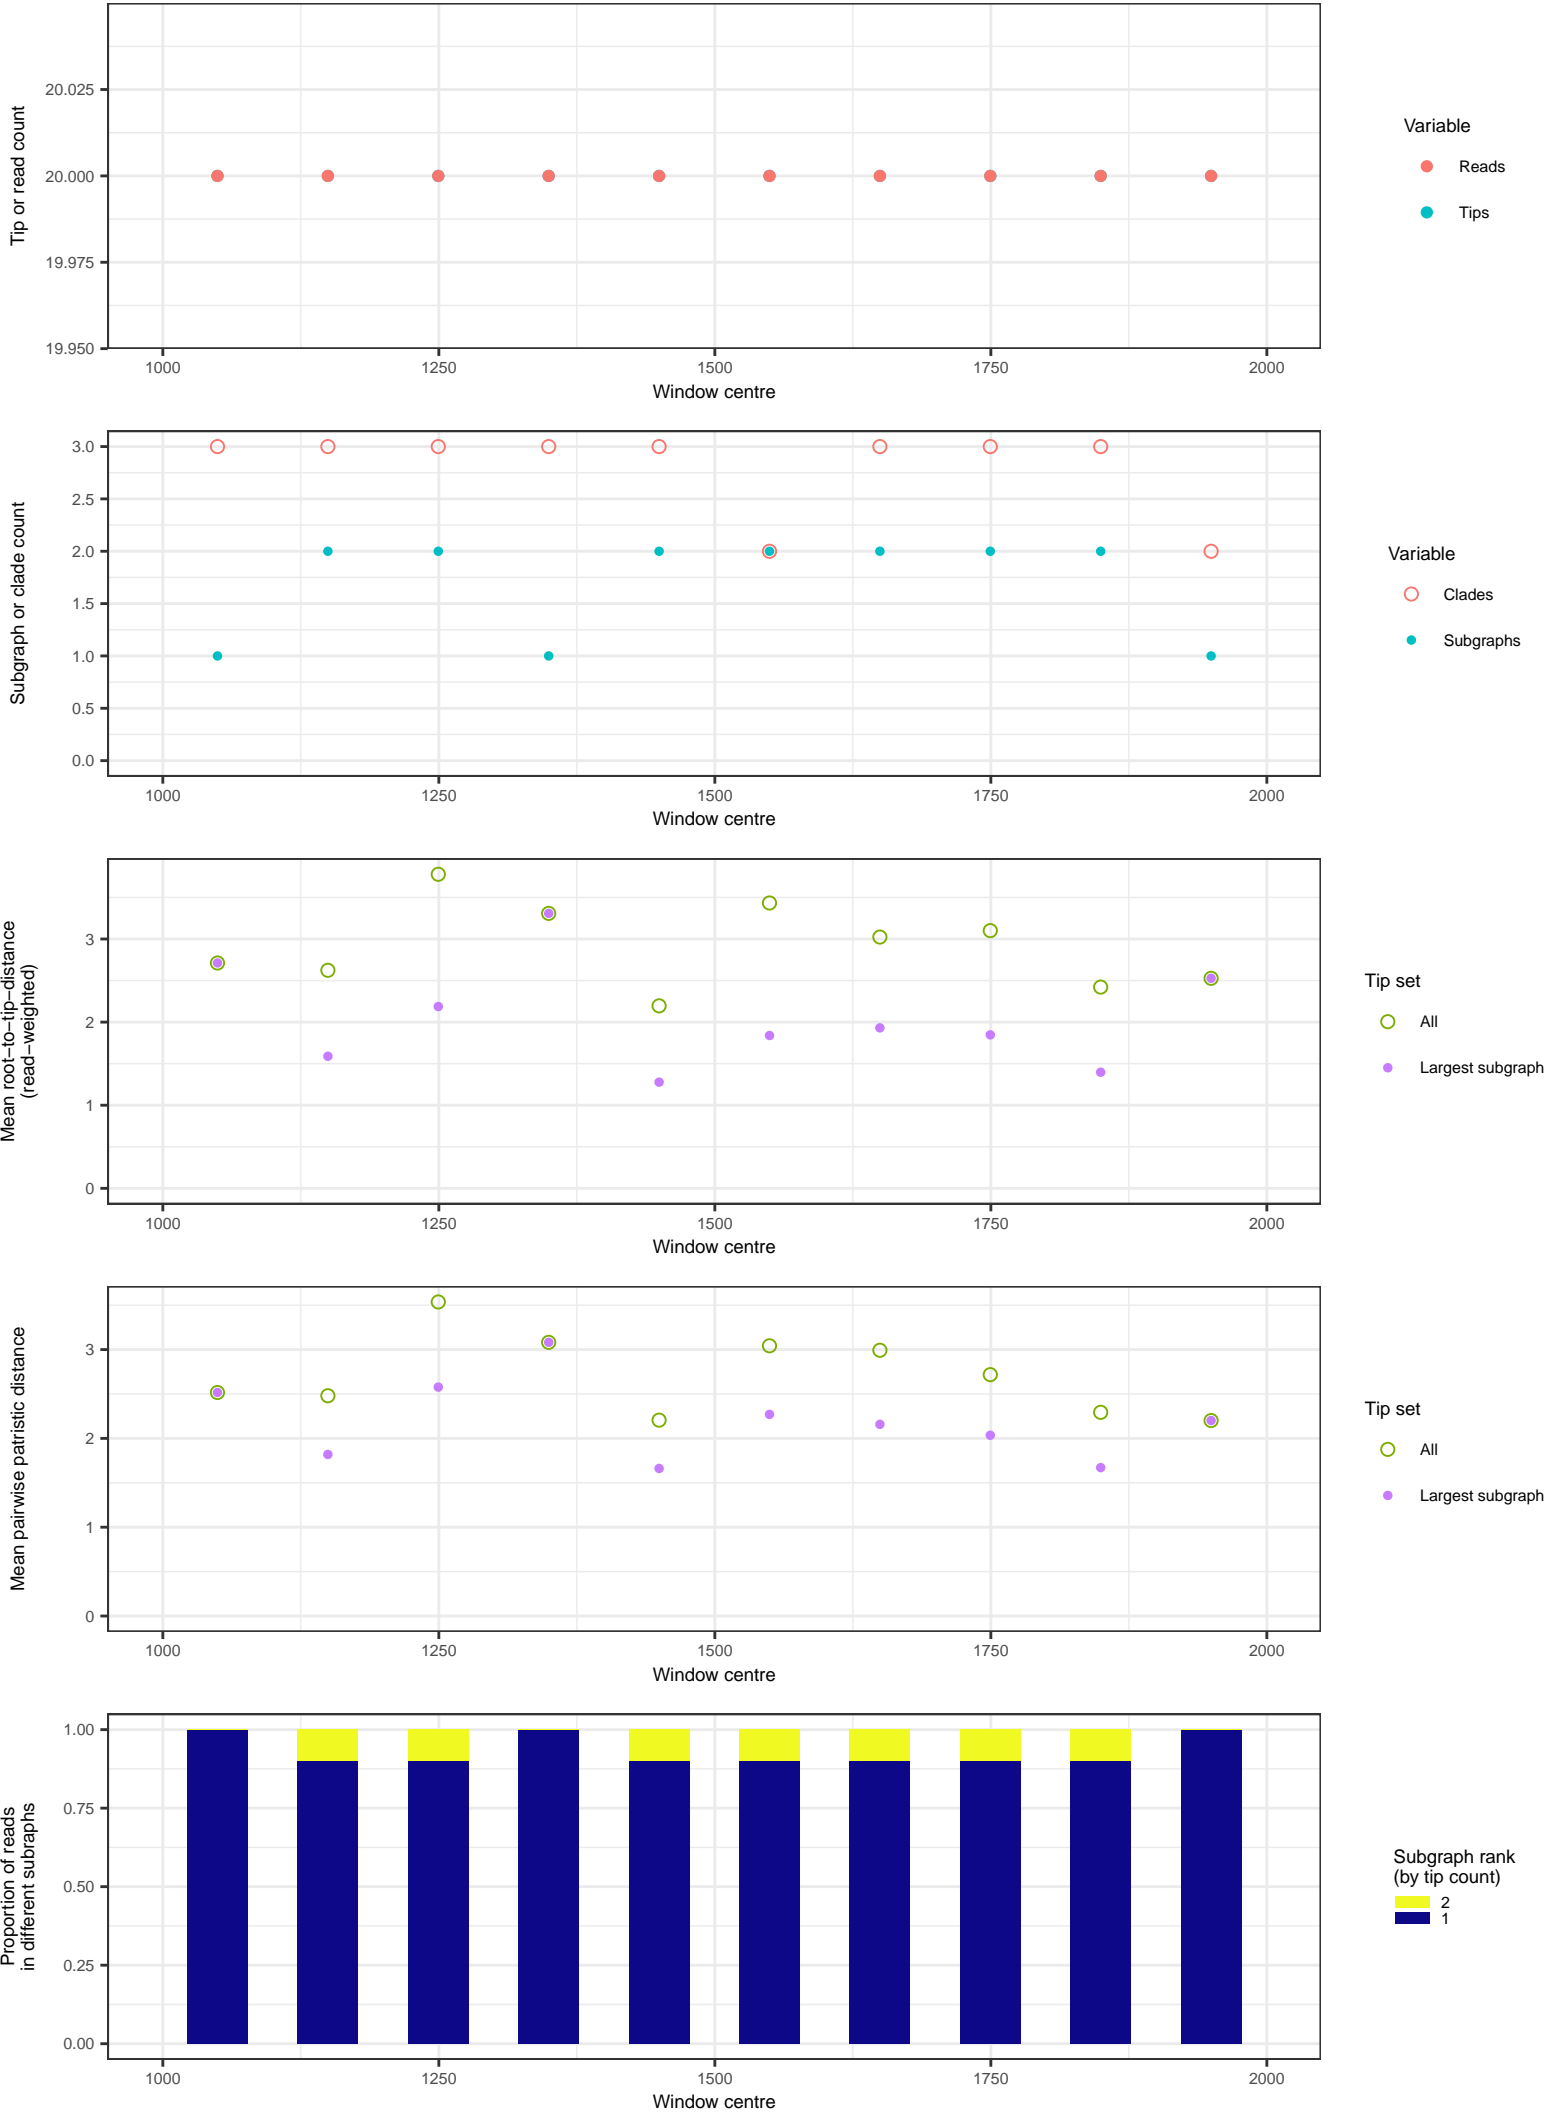 Tip or read count
20.025
20.000
19.975
19.950
1000 1250 1500 1750 2000
Window centre
Variable
Reads
Tips
Subgraph or clade count
3.0
2.5
2.0
1.5
1.0
0.5
0.0
1000 1250 1500 1750 2000
Window centre
Variable
Clades
Subgraphs
Mean root−to−tip−distance
(read−weighted)
3
2
1
0
1000 1250 1500 1750 2000
Window centre
Tip set
All
Largest subgraph
Mean pairwise patristic distance
3
2
1
0
1000 1250 1500 1750 2000
Window centre
Tip set
All
Largest subgraph
Proportion of reads
in different subraphs
1.00
0.75
0.50
0.25
0.00
1000 1250 1500 1750 2000
Window centre
Subgraph rank
(by tip count)
2
1